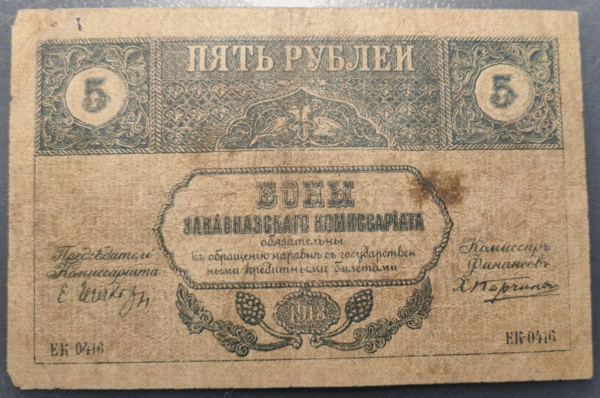 ПЯТЬ РУБЛЕЙ
5 5
БОНЫ
ЗАКАВКАЗСКАГО КОМИССАРІАТА
обязательны
къ обращенію наравнѣ съ государствен
ными кредитными билетами
Предсѣдатель
Комиссаріата
Комиссаръ
Финансовъ
1918
ЕК-0416 ЕК-0416